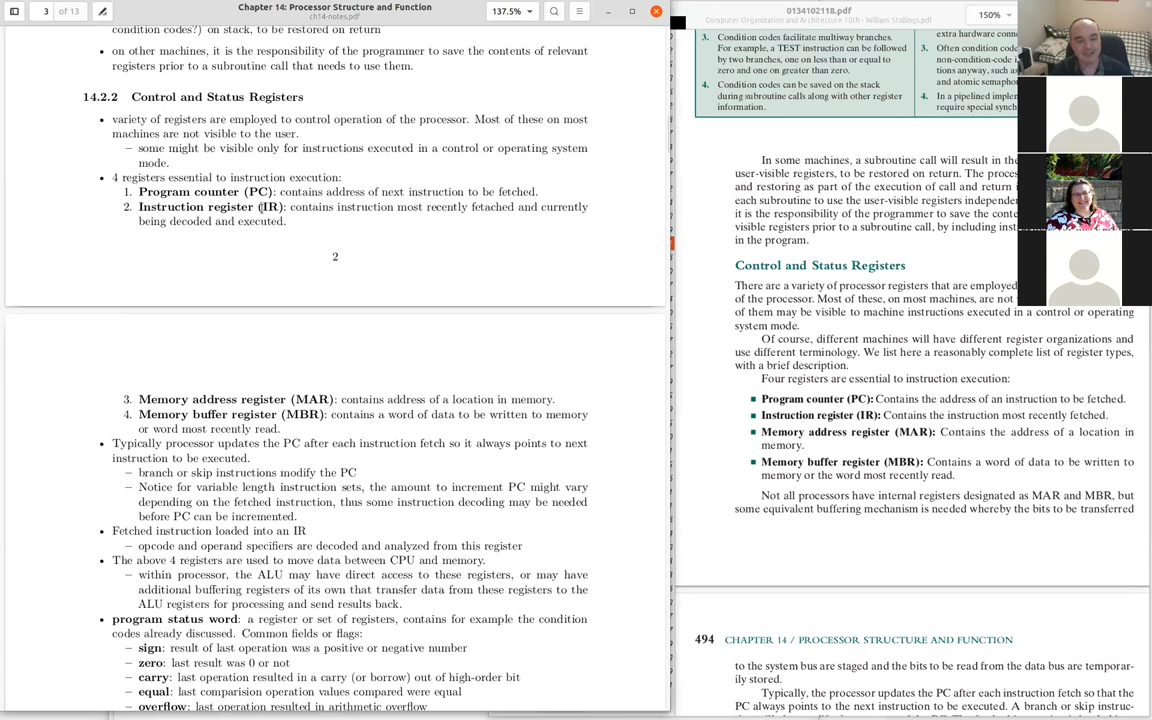 3 of 13
Chapter 14: Processor Structure and Function
ch14-notes.pdf
137.5%
condition codes?) on stack, to be restored on return
• on other machines, it is the responsibility of the programmer to save the contents of relevant
registers prior to a subroutine call that needs to use them.
14.2.2 Control and Status Registers
• variety of registers are employed to control operation of the processor. Most of these on most
machines are not visible to the user.
– some might be visible only for instructions executed in a control or operating system
mode.
• 4 registers essential to instruction execution:
1. Program counter (PC): contains address of next instruction to be fetched.
2. Instruction register (IR): contains instruction most recently fetached and currently
being decoded and executed.
2
3. Memory address register (MAR): contains address of a location in memory.
4. Memory buffer register (MBR): contains a word of data to be written to memory
or word most recently read.
• Typically processor updates the PC after each instruction fetch so it always points to next
instruction to be executed.
– branch or skip instructions modify the PC
– Notice for variable length instruction sets, the amount to increment PC might vary
depending on the fetched instruction, thus some instruction decoding may be needed
before PC can be incremented.
• Fetched instruction loaded into an IR
– opcode and operand specifiers are decoded and analyzed from this register
• The above 4 registers are used to move data between CPU and memory.
– within processor, the ALU may have direct access to these registers, or may have
additional buffering registers of its own that transfer data from these registers to the
ALU registers for processing and send results back.
• program status word: a register or set of registers, contains for example the condition
codes already discussed. Common fields or flags:
– sign: result of last operation was a positive or negative number
– zero: last result was 0 or not
– carry: last operation resulted in a carry (or borrow) out of high-order bit
– equal: last comparision operation values compared were equal
– overflow: last operation resulted in arithmetic overflow
0134102118.pdf
Computer Organization and Architecture 10th - William Stallings.pdf
150%
3. Condition codes facilitate multiway branches.
For example, a TEST instruction can be followed
by two branches, one on less than or equal to
zero and one on greater than zero.
4. Condition codes can be saved on the stack
during subroutine calls along with other register
information.
extra hardware conn
3. Often condition code
non-condition-code i
tions anyway, such as
and atomic semaphor
4. In a pipelined implem
require special synch
In some machines, a subroutine call will result in the
user-visible registers, to be restored on return. The proces
and restoring as part of the execution of call and return i
each subroutine to use the user-visible registers independen
it is the responsibility of the programmer to save the conte
visible registers prior to a subroutine call, by including inst
in the program.
Control and Status Registers
There are a variety of processor registers that are employed
of the processor. Most of these, on most machines, are not
of them may be visible to machine instructions executed in a control or operating
system mode.
Of course, different machines will have different register organizations and
use different terminology. We list here a reasonably complete list of register types,
with a brief description.
Four registers are essential to instruction execution:
■ Program counter (PC): Contains the address of an instruction to be fetched.
■ Instruction register (IR): Contains the instruction most recently fetched.
■ Memory address register (MAR): Contains the address of a location in
memory.
■ Memory buffer register (MBR): Contains a word of data to be written to
memory or the word most recently read.
Not all processors have internal registers designated as MAR and MBR, but
some equivalent buffering mechanism is needed whereby the bits to be transferred
494 CHAPTER 14 / PROCESSOR STRUCTURE AND FUNCTION
to the system bus are staged and the bits to be read from the data bus are temporar-
ily stored.
Typically, the processor updates the PC after each instruction fetch so that the
PC always points to the next instruction to be executed. A branch or skip instruc-